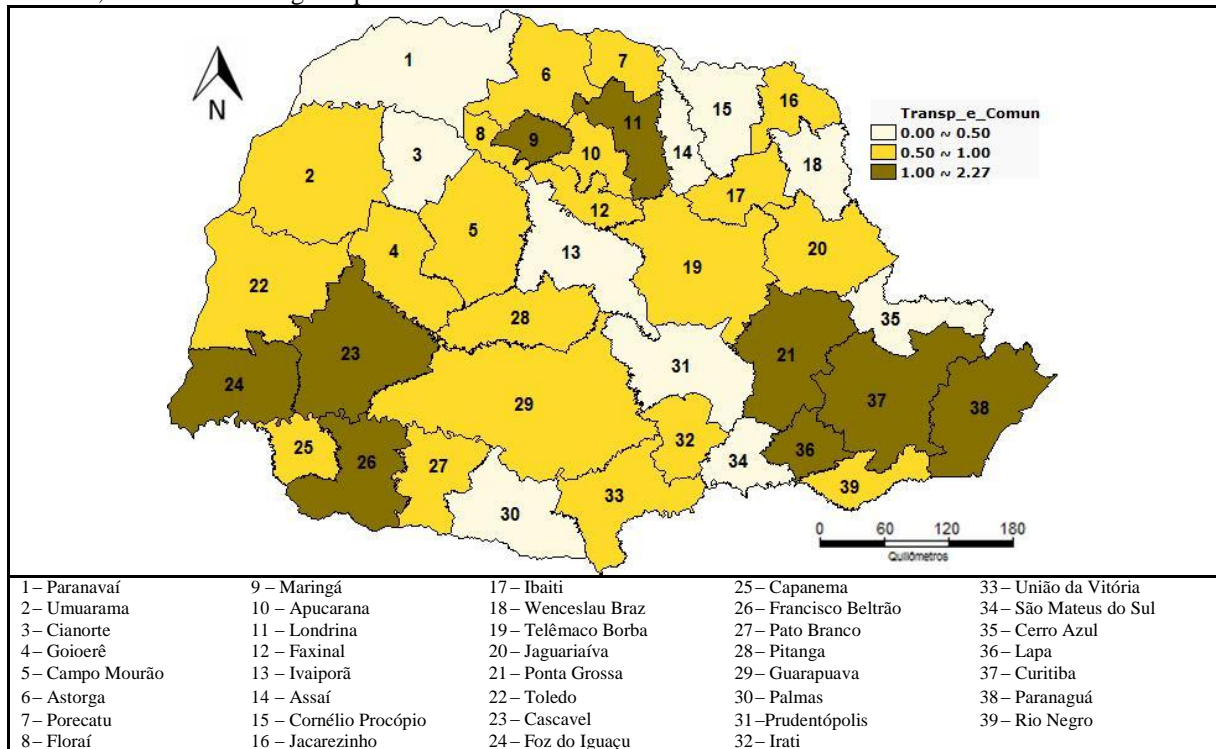 1
6
7
15
16
11
9
8
10
14
18
3
2
17
12
5
4
13
19
20
22
28
35
23
21
31
24
37
38
29
25
26
27
32
34
36
39
33
30
N
Transp_e_Comun
0.00 ~ 0.50
0.50 ~ 1.00
1.00 ~ 2.27
0 60 120 180
Quilômetros
1 – Paranavaí 9 – Maringá 17 – Ibaiti 25 – Capanema 33 – União da Vitória
2 – Umuarama 10 – Apucarana 18 – Wenceslau Braz 26 – Francisco Beltrão 34 – São Mateus do Sul
3 – Cianorte 11 – Londrina 19 – Telêmaco Borba 27 – Pato Branco 35 – Cerro Azul
4 – Goioerê 12 – Faxinal 20 – Jaguariaíva 28 – Pitanga 36 – Lapa
5 – Campo Mourão 13 – Ivaiporã 21 – Ponta Grossa 29 – Guarapuava 37 – Curitiba
6 – Astorga 14 – Assaí 22 – Toledo 30 – Palmas 38 – Paranaguá
7 – Porecatu 15 – Cornélio Procópio 23 – Cascavel 31 –Prudentópolis 39 – Rio Negro
8 – Floraí 16 – Jacarezinho 24 – Foz do Iguaçu 32 – Irati